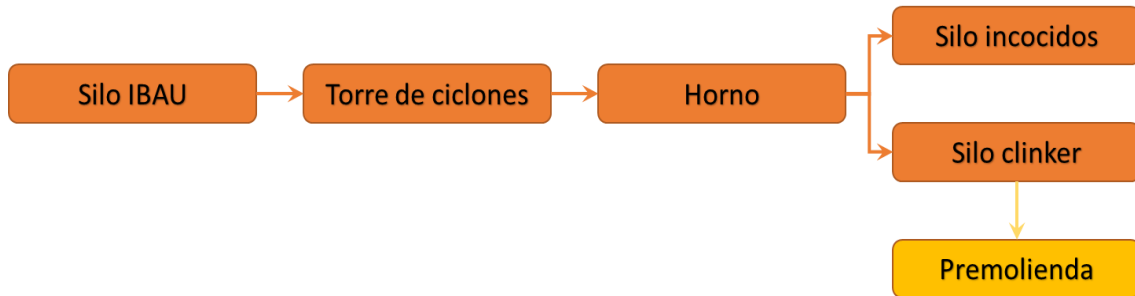 Silo IBAU
Torre de ciclones
Horno
Silo incocidos
Silo clinker
Premolienda